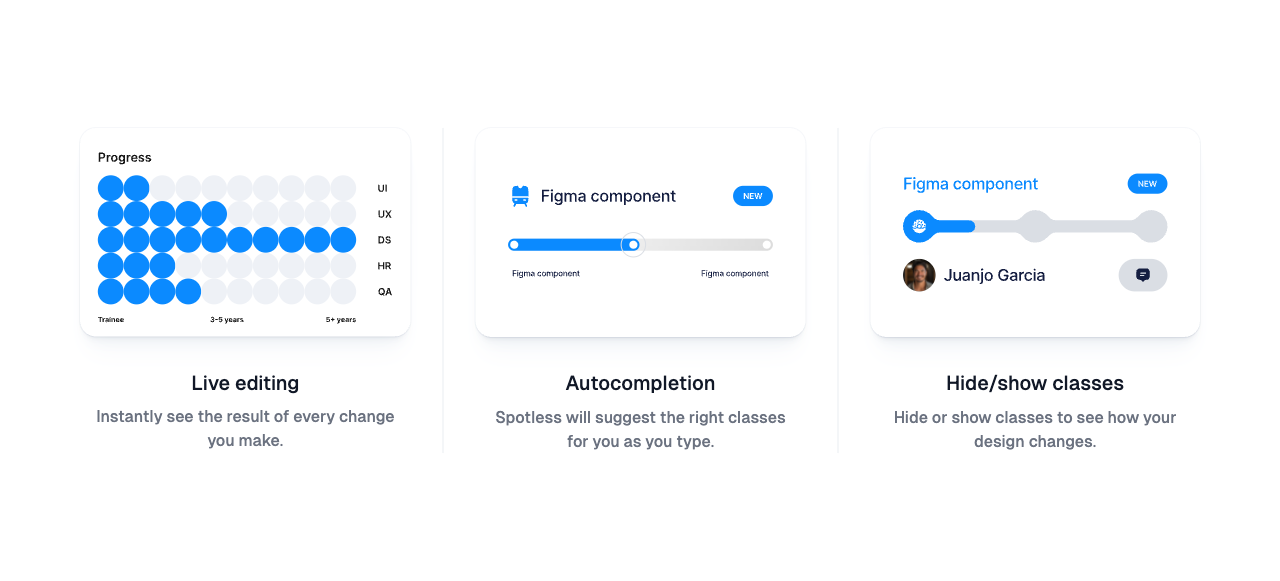 Progress
UI
UX
DS
HR
QA
Trainee
3-5 years
5+ years
Live editing
Instantly see the result of every change
you make.
Figma component
NEW
Figma component
Figma component
Autocompletion
Spotless will suggest the right classes
for you as you type.
Figma component
NEW
Juanjo Garcia
Hide/show classes
Hide or show classes to see how your
design changes.